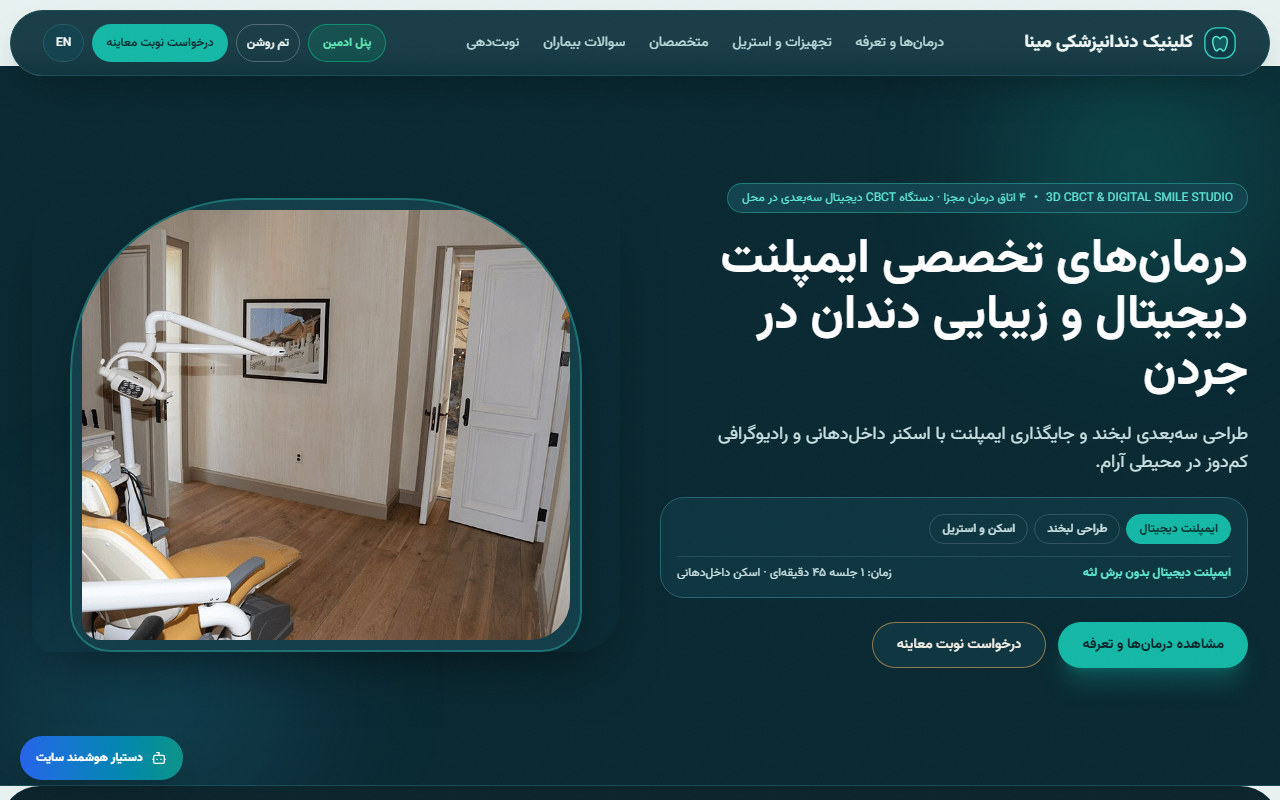 کلینیک دندانپزشکی مینا
درمان‌ها و تعرفه
تجهیزات و استریل
متخصصان
سوالات بیماران
نوبت‌دهی
پنل ادمین
تم روشن
درخواست نوبت معاینه
EN
3D CBCT & DIGITAL SMILE STUDIO • ۴ اتاق درمان مجزا · دستگاه CBCT دیجیتال سه‌بعدی در محل
درمان‌های تخصصی ایمپلنت
دیجیتال و زیبایی دندان در
جردن
طراحی سه‌بعدی لبخند و جایگذاری ایمپلنت با اسکنر داخل‌دهانی و رادیوگرافی
کم‌دوز در محیطی آرام.
ایمپلنت دیجیتال
طراحی لبخند
اسکن و استریل
ایمپلنت دیجیتال بدون برش لثه
زمان: ۱ جلسه ۴۵ دقیقه‌ای · اسکن داخل‌دهانی
مشاهده درمان‌ها و تعرفه
درخواست نوبت معاینه
دستیار هوشمند سایت